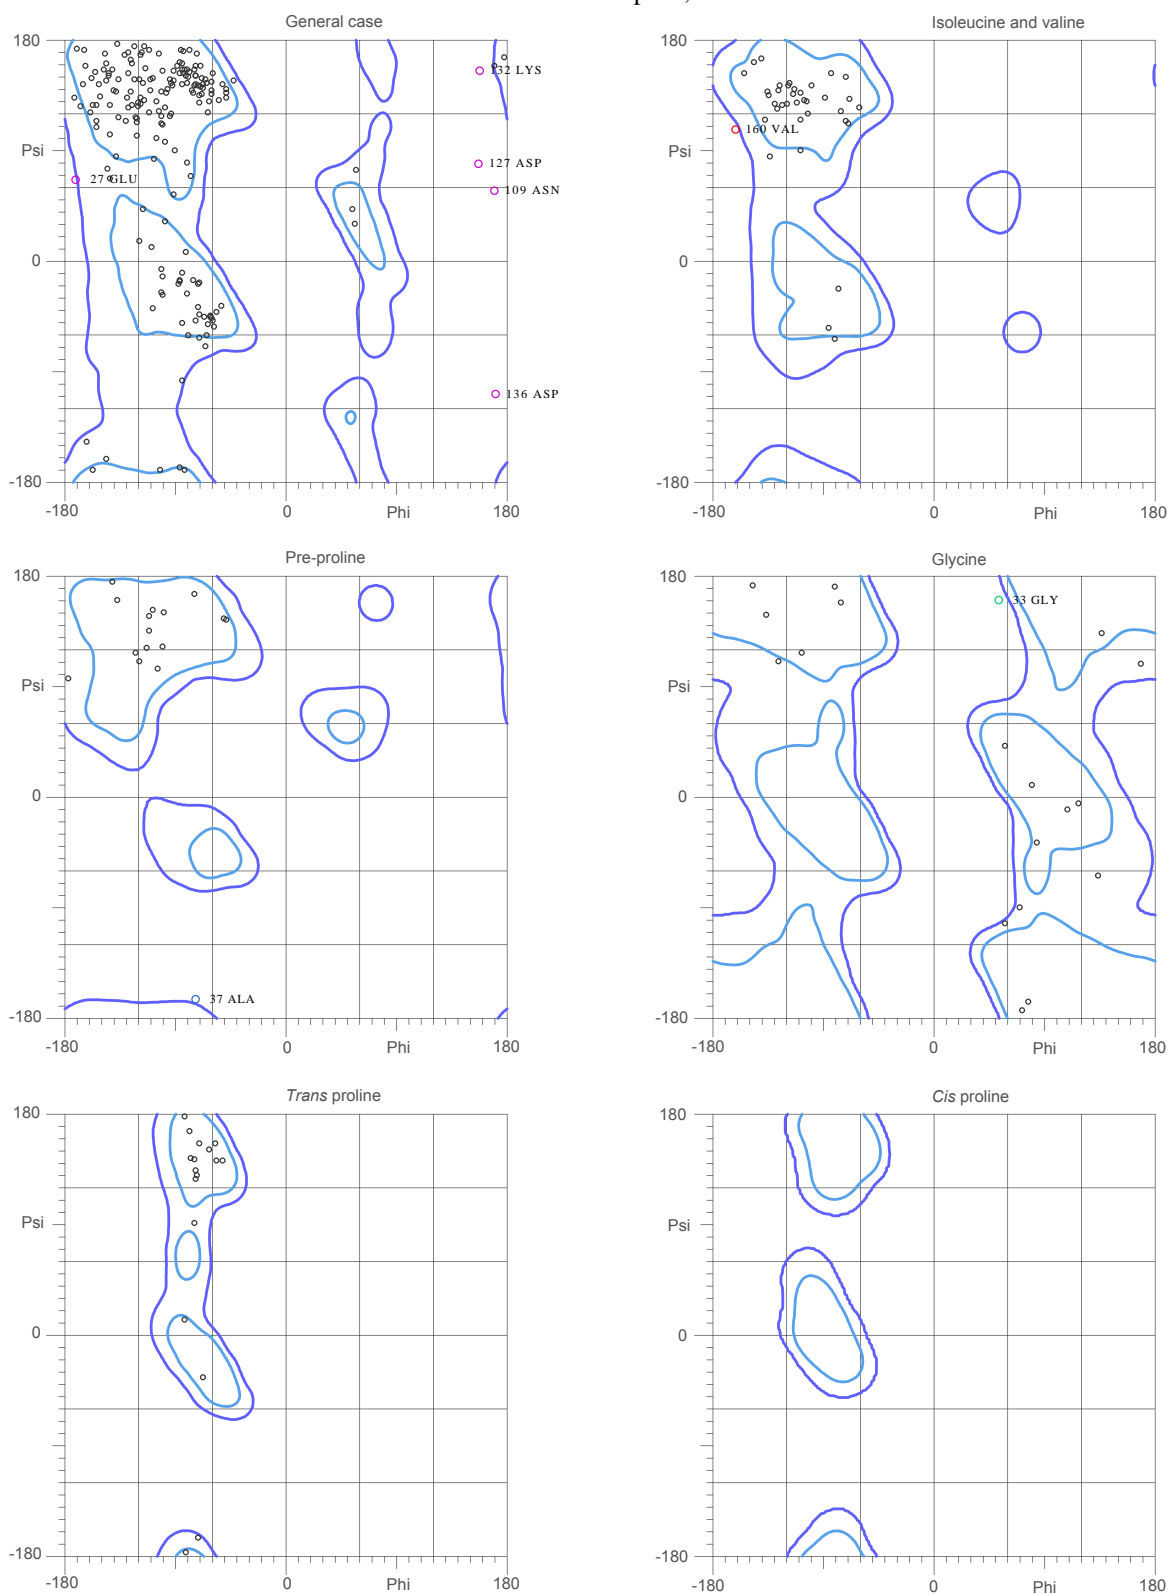 General case
Isoleucine and valine
180
132 LYS
127 ASP
109 ASN
27 GLU
136 ASP
Psi
0
-180
-180
0
Phi
180
180
160 VAL
Psi
0
-180
-180
0
Phi
180
Pre-proline
Glycine
180
Psi
0
37 ALA
-180
-180
0
Phi
180
180
33 GLY
Psi
0
-180
-180
0
Phi
180
Trans proline
Cis proline
180
Psi
0
-180
-180
0
Phi
180
180
Psi
0
-180
-180
0
Phi
180